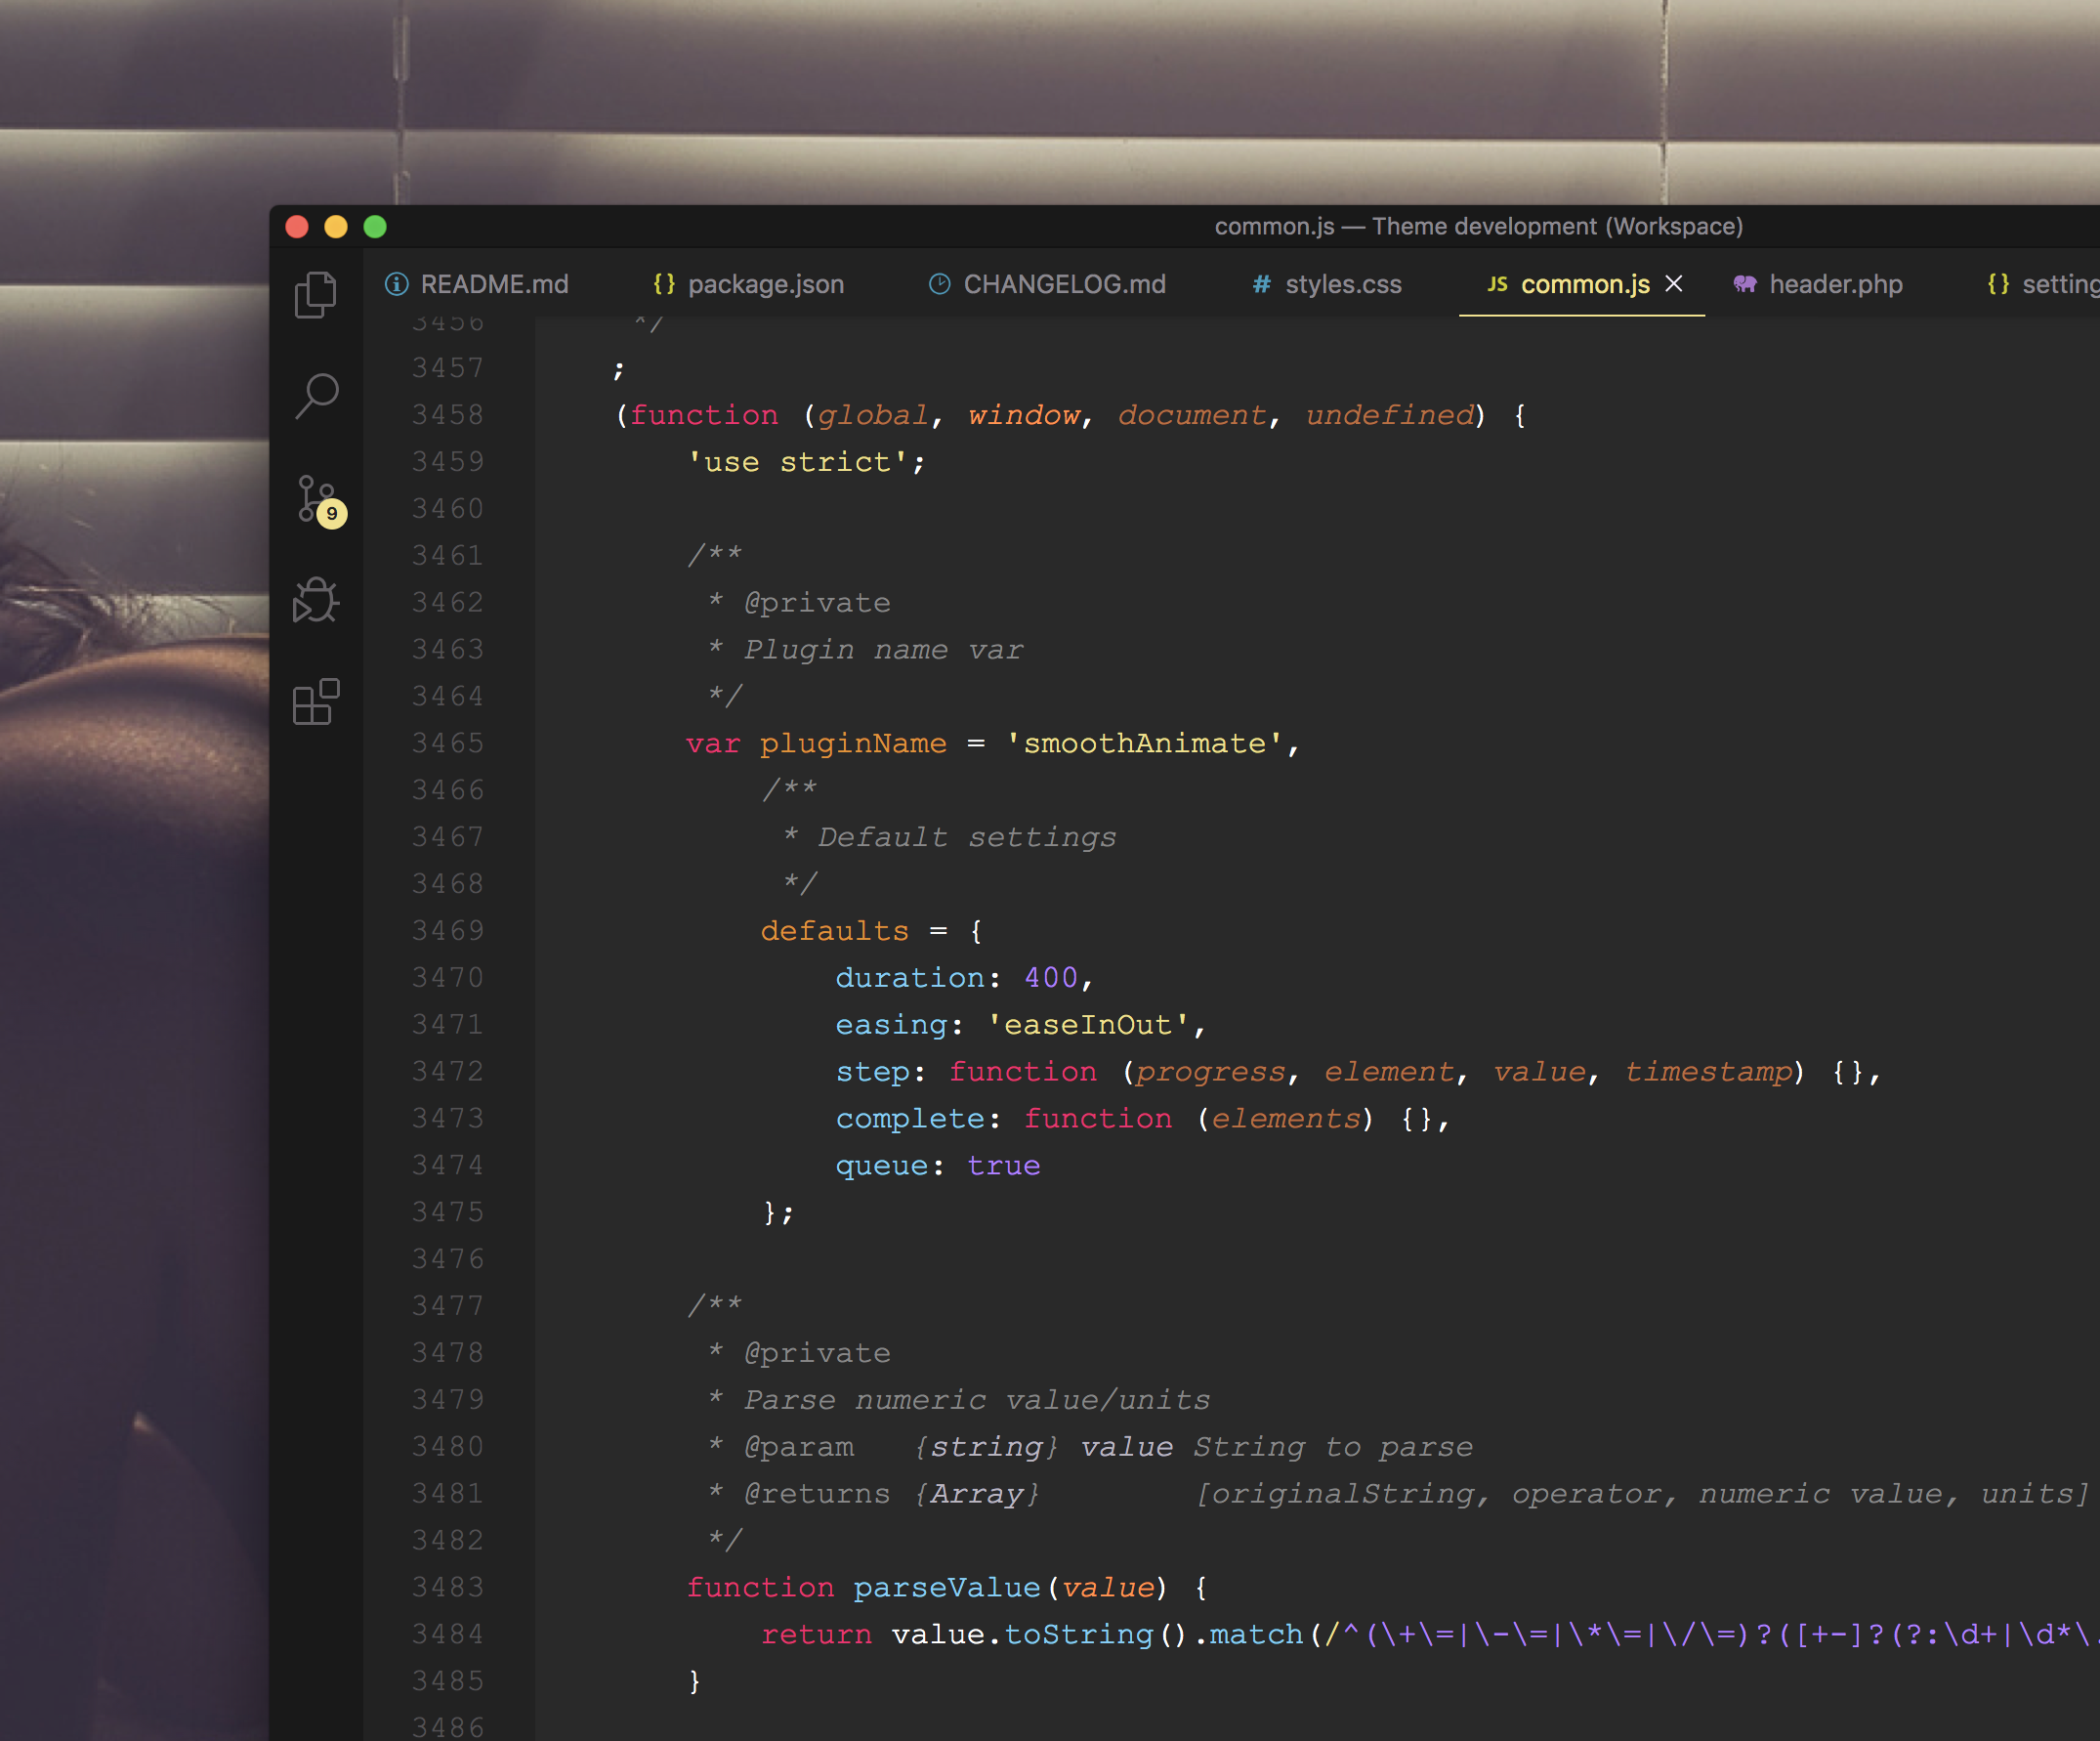 common.js — Theme development (Workspace)
README.md {} package.json CHANGELOG.md # styles.css JS common.js header.php {} setting
3456 */
3457 ;
3458 (function (global, window, document, undefined) {
3459 'use strict';
3460
9
3461 /**
3462 * @private
3463 * Plugin name var
3464 */
3465 var pluginName = 'smoothAnimate',
3466 /**
3467 * Default settings
3468 */
3469 defaults = {
3470 duration: 400,
3471 easing: 'easeInOut',
3472 step: function (progress, element, value, timestamp) {},
3473 complete: function (elements) {},
3474 queue: true
3475 };
3476
3477 /**
3478 * @private
3479 * Parse numeric value/units
3480 * @param {string} value String to parse
3481 * @returns {Array} [originalString, operator, numeric value, units]
3482 */
3483 function parseValue(value) {
3484 return value.toString().match(/^(\+\=|\-\=|\*\=|\/\=)?([+-]?(?:\d+|\d*\.
3485 }
3486